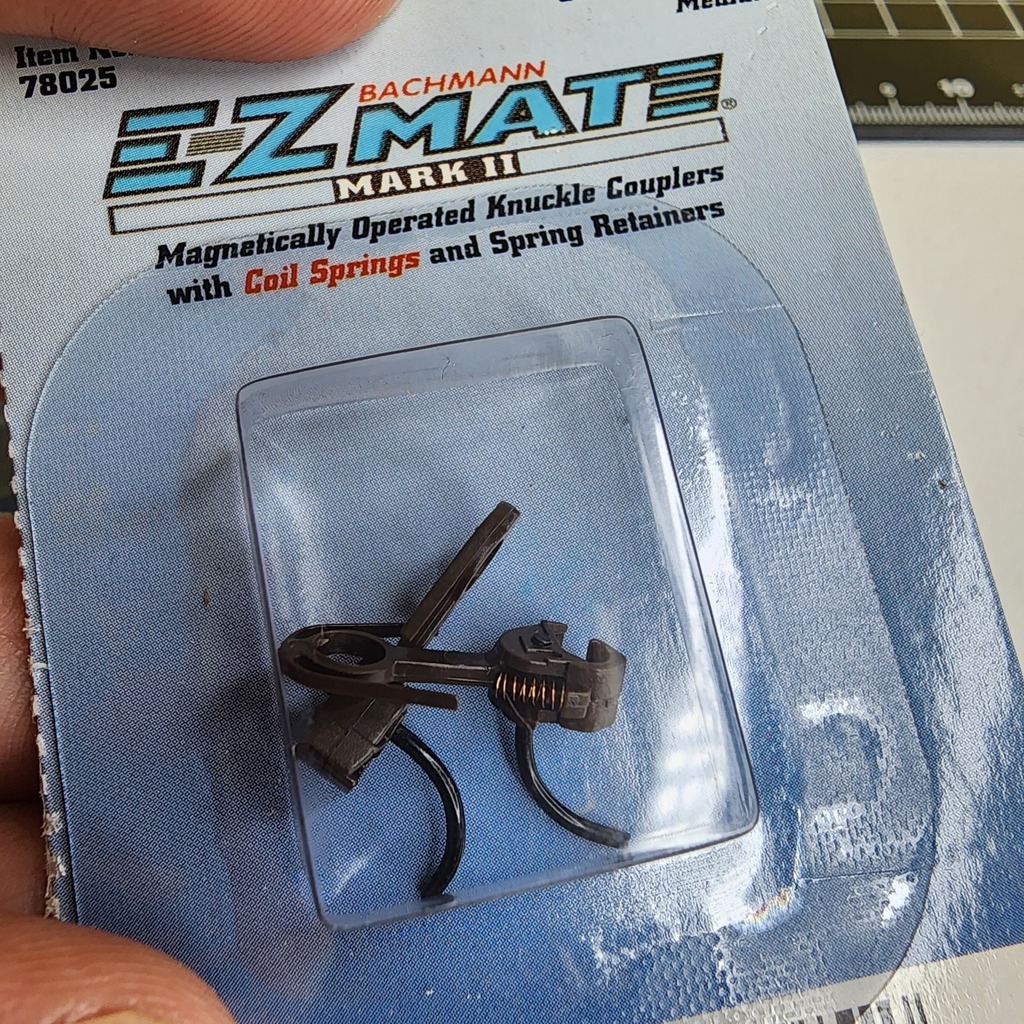 Item No.
78025
BACHMANN
E-Z MATE®
MARK II
Magnetically Operated Knuckle Couplers
with Coil Springs and Spring Retainers